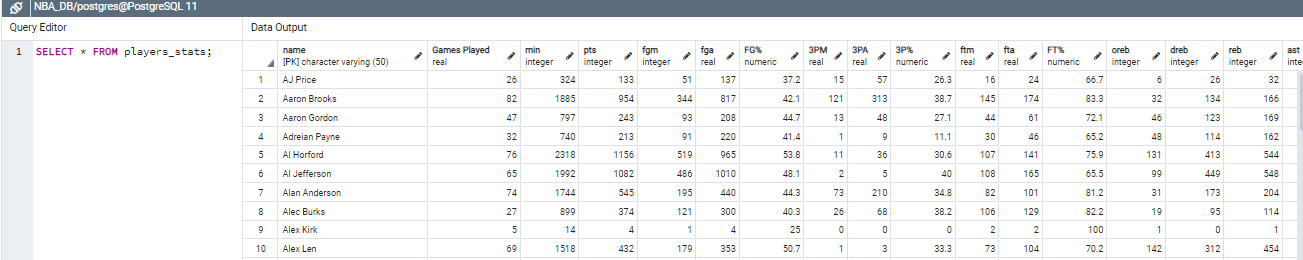 NBA_DB/postgres@PostgreSQL 11
Query Editor Data Output
1 SELECT * FROM players_stats;
name Games Played min pts fgm fga FG% 3PM 3PA 3P% ftm fta FT% oreb dreb reb ast
[PK] character varying (50) real integer integer integer real numeric real real numeric real real numeric integer integer integer inte
1 AJ Price 26 324 133 51 137 37.2 15 57 26.3 16 24 66.7 6 26 32
2 Aaron Brooks 82 1885 954 344 817 42.1 121 313 38.7 145 174 83.3 32 134 166
3 Aaron Gordon 47 797 243 93 208 44.7 13 48 27.1 44 61 72.1 46 123 169
4 Adreian Payne 32 740 213 91 220 41.4 1 9 11.1 30 46 65.2 48 114 162
5 Al Horford 76 2318 1156 519 965 53.8 11 36 30.6 107 141 75.9 131 413 544
6 Al Jefferson 65 1992 1082 486 1010 48.1 2 5 40 108 165 65.5 99 449 548
7 Alan Anderson 74 1744 545 195 440 44.3 73 210 34.8 82 101 81.2 31 173 204
8 Alec Burks 27 899 374 121 300 40.3 26 68 38.2 106 129 82.2 19 95 114
9 Alex Kirk 5 14 4 1 4 25 0 0 0 2 2 100 1 0 1
10 Alex Len 69 1518 432 179 353 50.7 1 3 33.3 73 104 70.2 142 312 454